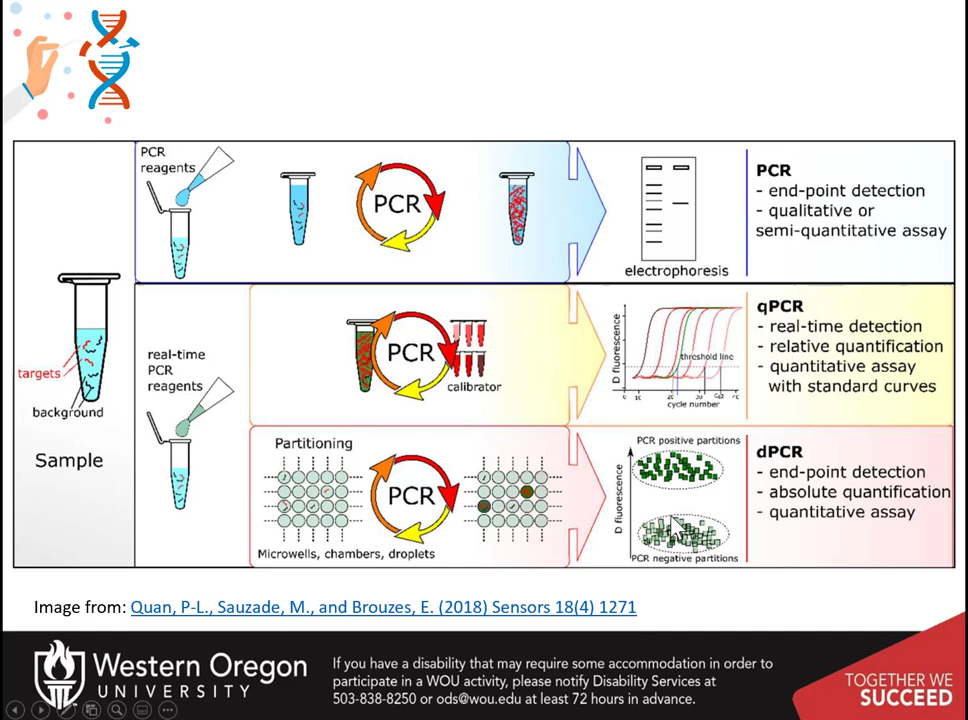 PCR
reagents
PCR
electrophoresis
PCR
- end-point detection
- qualitative or
semi-quantitative assay
targets
background
Sample
real-time
PCR
reagents
PCR
calibrator
D fluorescence
threshold line
cycle number
qPCR
- real-time detection
- relative quantification
- quantitative assay
with standard curves
Partitioning
PCR
Microwells, chambers, droplets
PCR positive partitions
D fluorescence
PCR negative partitions
dPCR
- end-point detection
- absolute quantification
- quantitative assay
Image from: Quan, P-L., Sauzade, M., and Brouzes, E. (2018) Sensors 18(4) 1271
Western Oregon
UNIVERSITY
If you have a disability that may require some accommodation in order to
participate in a WOU activity, please notify Disability Services at
503-838-8250 or ods@wou.edu at least 72 hours in advance.
TOGETHER WE
SUCCEED